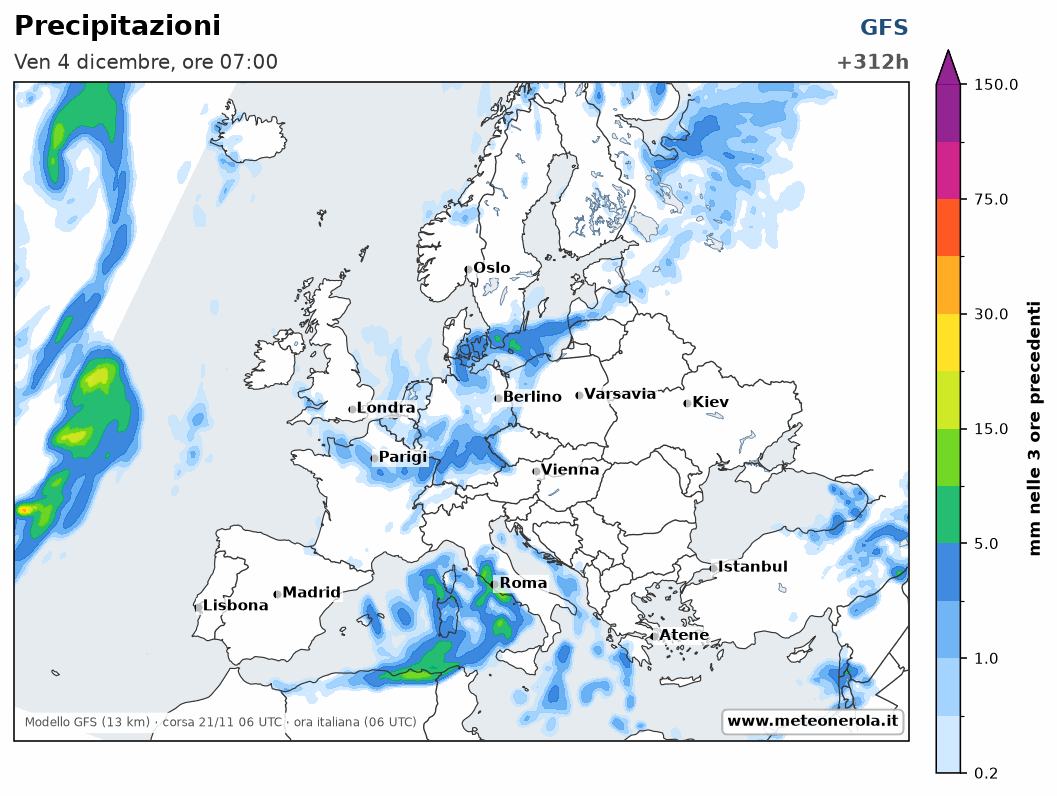 Precipitazioni
GFS
Ven 4 dicembre, ore 07:00
+312h
150.0
75.0
30.0
15.0
5.0
1.0
0.2
mm nelle 3 ore precedenti
Oslo
Berlino
Varsavia
Kiev
Londra
Parigi
Vienna
Istanbul
Roma
Madrid
Lisbona
Atene
Modello GFS (13 km) · corsa 21/11 06 UTC · ora italiana (06 UTC)
www.meteonerola.it